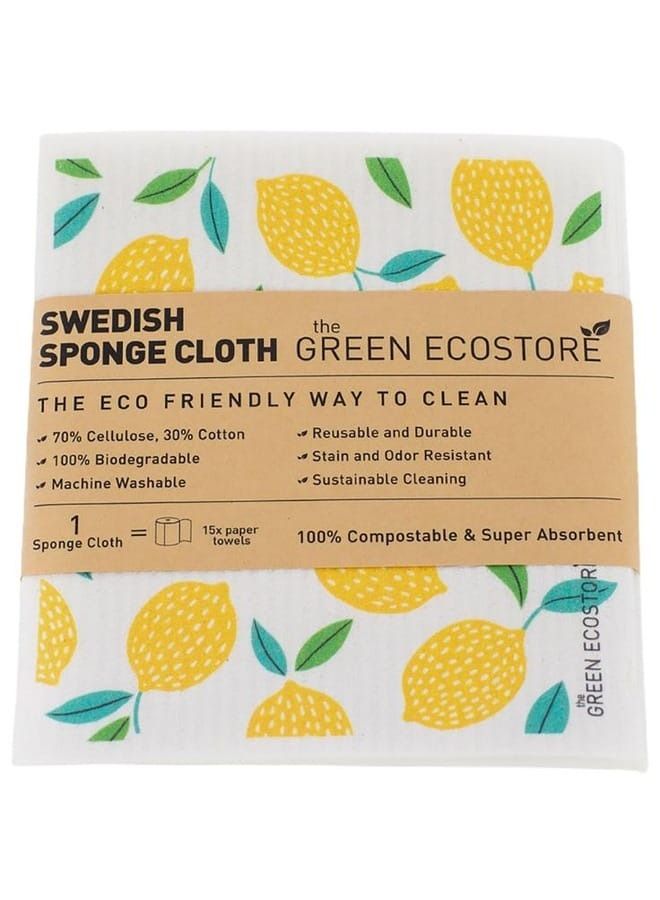 SWEDISH
SPONGE CLOTH
the
GREEN ECOSTORE
THE ECO FRIENDLY WAY TO CLEAN
70% Cellulose, 30% Cotton
100% Biodegradable
Machine Washable
Reusable and Durable
Stain and Odor Resistant
Sustainable Cleaning
1
Sponge Cloth
=
15x paper
towels
100% Compostable & Super Absorbent
the
GREEN ECOSTOR